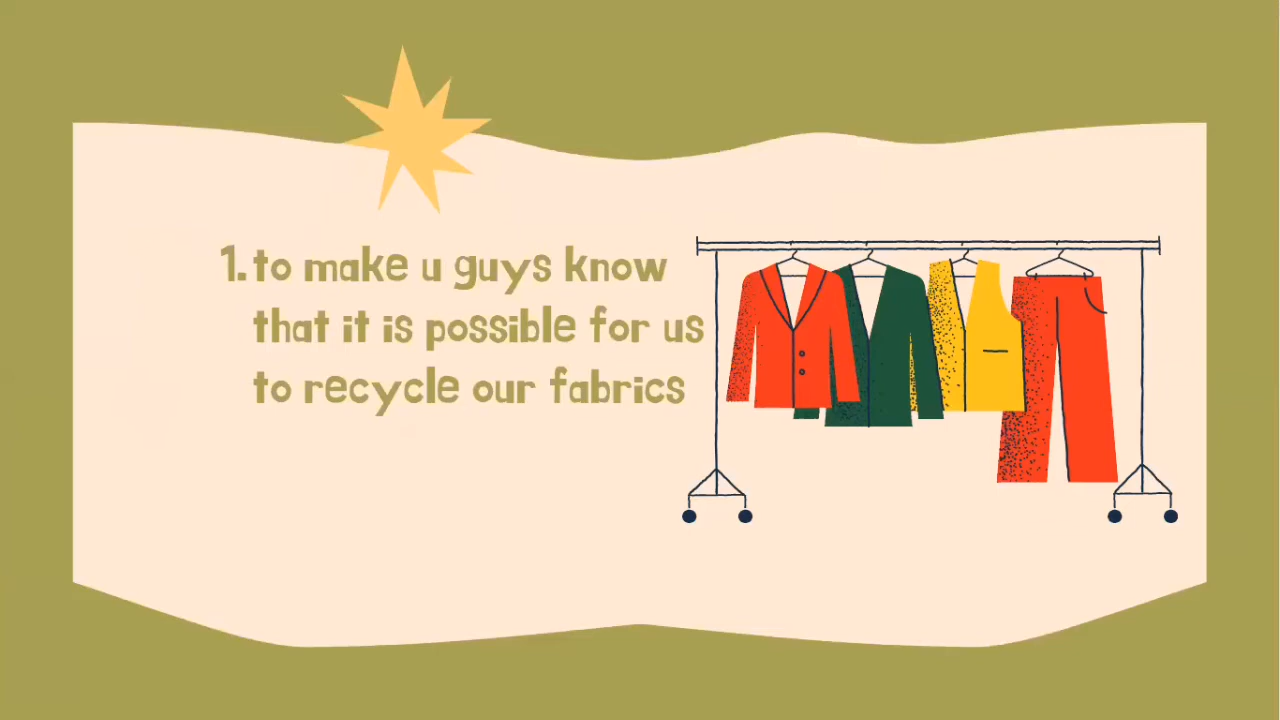 1. to make u guys know
that it is possible for us
to recycle our fabrics